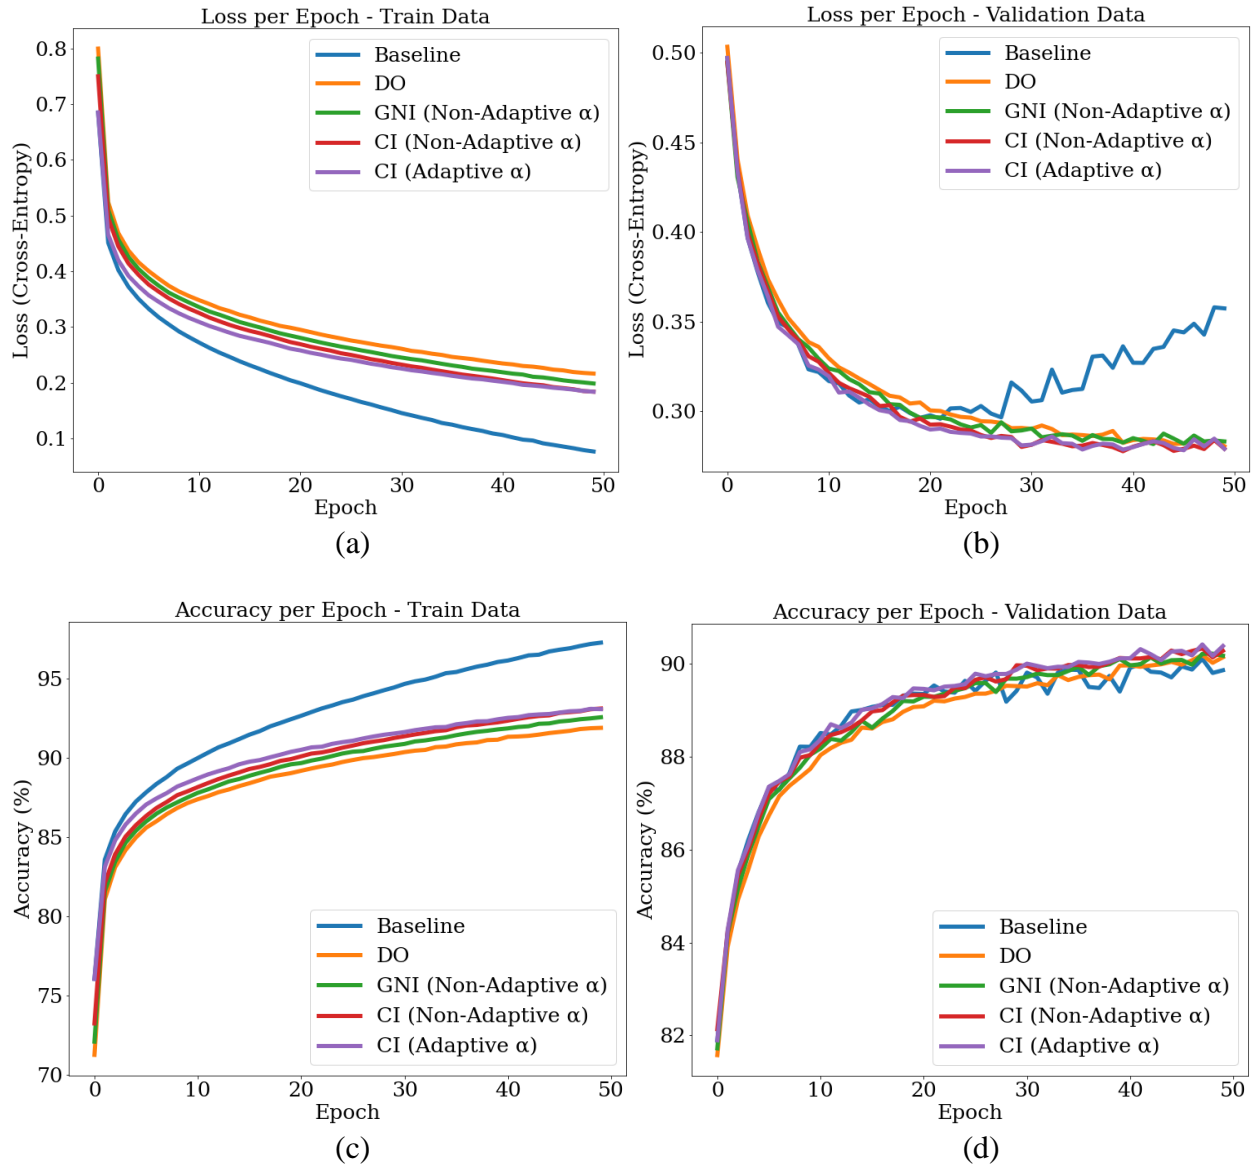 Loss per Epoch - Train Data
Loss (Cross-Entropy)
0.8
0.7
0.6
0.5
0.4
0.3
0.2
0.1
Baseline
DO
GNI (Non-Adaptive α)
CI (Non-Adaptive α)
CI (Adaptive α)
0 10 20 30 40 50
Epoch
(a)
Loss per Epoch - Validation Data
Loss (Cross-Entropy)
0.50
0.45
0.40
0.35
0.30
Baseline
DO
GNI (Non-Adaptive α)
CI (Non-Adaptive α)
CI (Adaptive α)
0 10 20 30 40 50
Epoch
(b)
Accuracy per Epoch - Train Data
Accuracy (%)
95
90
85
80
75
70
Baseline
DO
GNI (Non-Adaptive α)
CI (Non-Adaptive α)
CI (Adaptive α)
0 10 20 30 40 50
Epoch
(c)
Accuracy per Epoch - Validation Data
Accuracy (%)
90
88
86
84
82
Baseline
DO
GNI (Non-Adaptive α)
CI (Non-Adaptive α)
CI (Adaptive α)
0 10 20 30 40 50
Epoch
(d)